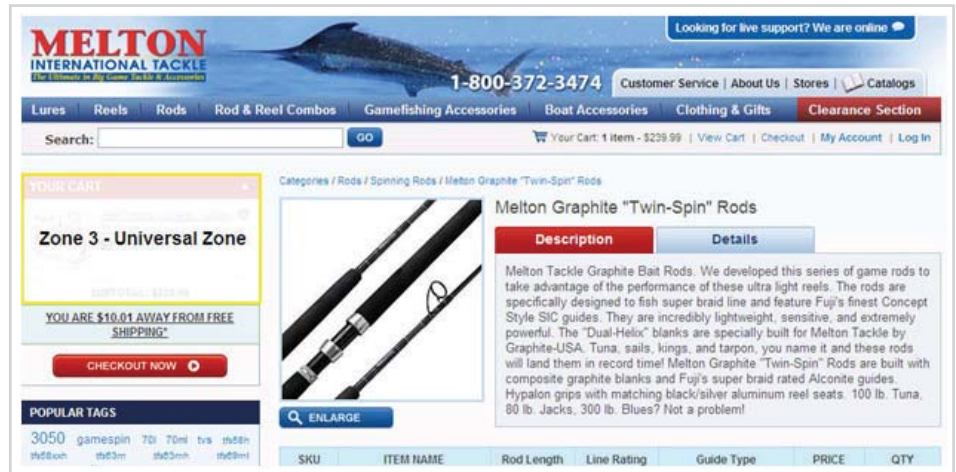 Looking for live support? We are online
MELTON
INTERNATIONAL TACKLE
The Ultimate in Big Game Tackle & Accessories
1-800-372-3474 Customer Service | About Us | Stores | Catalogs
Lures Reels Rods Rod & Reel Combos Gamefishing Accessories Boat Accessories Clothing & Gifts Clearance Section
Search: GO Your Cart: 1 item - $239.99 | View Cart | Checkout | My Account | Log In
YOUR CART
Zone 3 - Universal Zone
SUBTOTAL: $239.99
YOU ARE $10.01 AWAY FROM FREE
SHIPPING*
CHECKOUT NOW
POPULAR TAGS
3050 gamespin 70l 70ml tvs
Categories / Rods / Spinning Rods / Melton Graphite "Twin-Spin" Rods
ENLARGE
Melton Graphite "Twin-Spin" Rods
Description Details
Melton Tackle Graphite Bait Rods. We developed this series of game rods to
take advantage of the performance of these ultra light reels. The rods are
specifically designed to fish super braid line and feature Fuji's finest Concept
Style SIC guides. They are incredibly lightweight, sensitive, and extremely
powerful. The "Dual-Helix" blanks are specially built for Melton Tackle by
Graphite-USA. Tuna, sails, kings, and tarpon, you name it and these rods
will land them in record time! Melton Graphite "Twin-Spin" Rods are built with
composite graphite blanks and Fuji's super braid rated Alconite guides.
Hypalon grips with matching black/silver aluminum reel seats. 100 lb. Tuna,
80 lb. Jacks, 300 lb. Blues? Not a problem!
SKU ITEM NAME Rod Length Line Rating Guide Type PRICE QTY